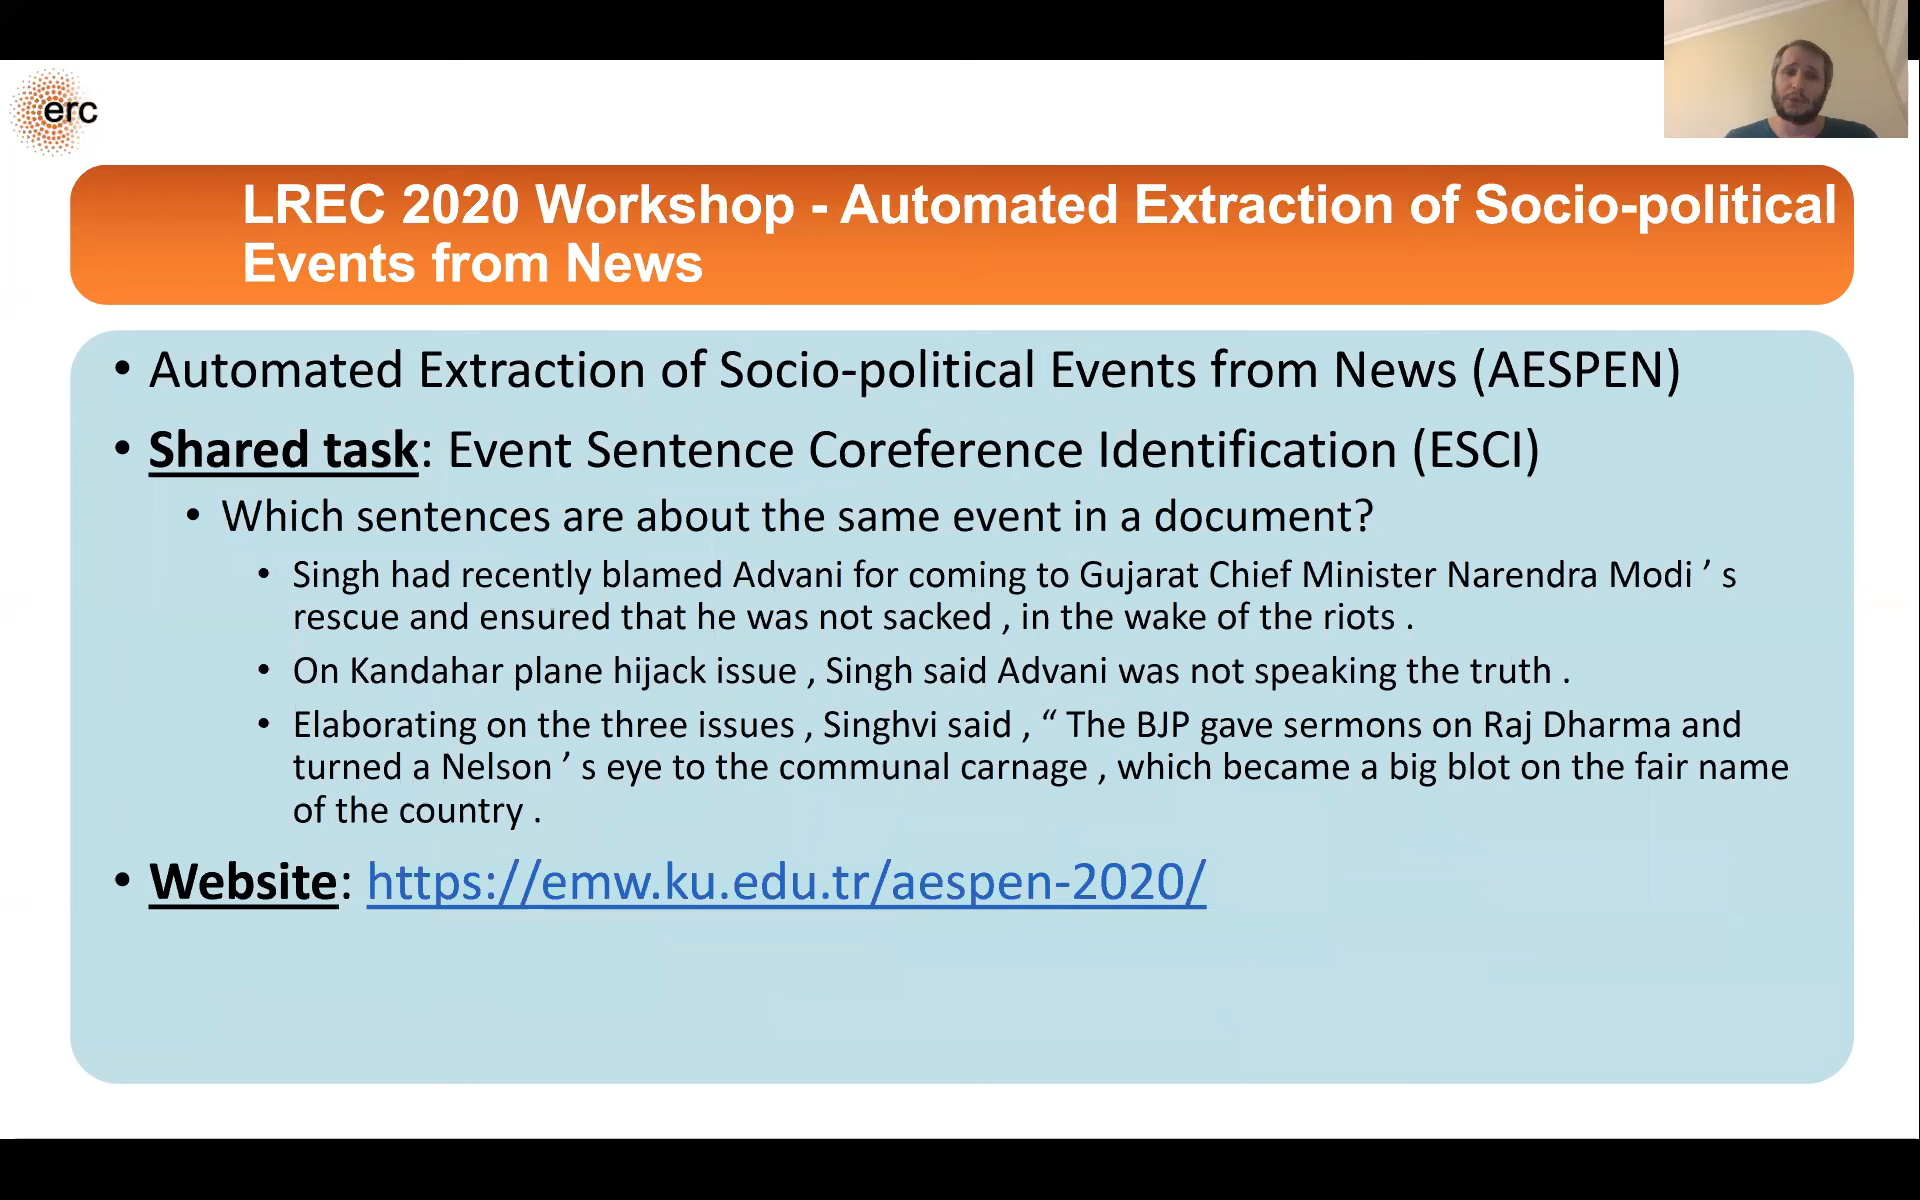 erc
LREC 2020 Workshop - Automated Extraction of Socio-political
Events from News
• Automated Extraction of Socio-political Events from News (AESPEN)
• Shared task: Event Sentence Coreference Identification (ESCI)
• Which sentences are about the same event in a document?
• Singh had recently blamed Advani for coming to Gujarat Chief Minister Narendra Modi ’ s
rescue and ensured that he was not sacked , in the wake of the riots .
• On Kandahar plane hijack issue , Singh said Advani was not speaking the truth .
• Elaborating on the three issues , Singhvi said , “ The BJP gave sermons on Raj Dharma and
turned a Nelson ’ s eye to the communal carnage , which became a big blot on the fair name
of the country .
• Website: https://emw.ku.edu.tr/aespen-2020/